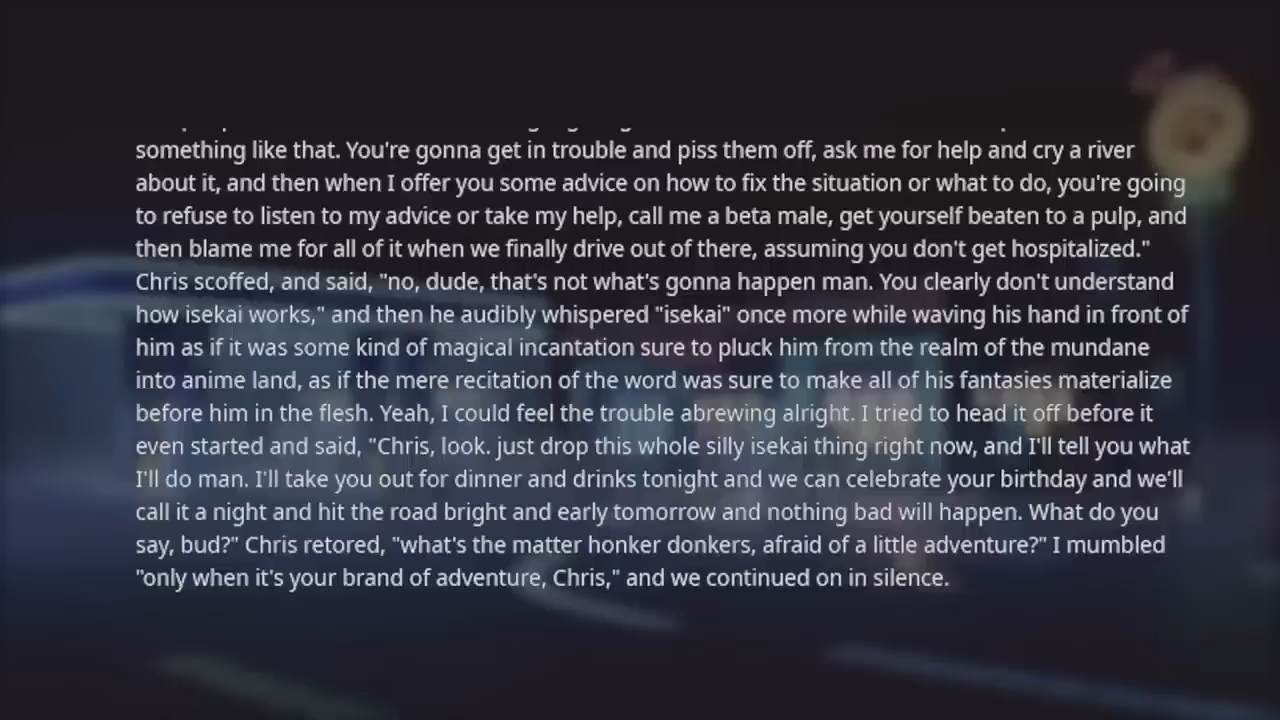 something like that. You're gonna get in trouble and piss them off, ask me for help and cry a river
about it, and then when I offer you some advice on how to fix the situation or what to do, you're going
to refuse to listen to my advice or take my help, call me a beta male, get yourself beaten to a pulp, and
then blame me for all of it when we finally drive out of there, assuming you don't get hospitalized."
Chris scoffed, and said, "no, dude, that's not what's gonna happen man. You clearly don't understand
how isekai works," and then he audibly whispered "isekai" once more while waving his hand in front of
him as if it was some kind of magical incantation sure to pluck him from the realm of the mundane
into anime land, as if the mere recitation of the word was sure to make all of his fantasies materialize
before him in the flesh. Yeah, I could feel the trouble abrewing alright. I tried to head it off before it
even started and said, "Chris, look. just drop this whole silly isekai thing right now, and I'll tell you what
I'll do man. I'll take you out for dinner and drinks tonight and we can celebrate your birthday and we'll
call it a night and hit the road bright and early tomorrow and nothing bad will happen. What do you
say, bud?" Chris retored, "what's the matter honker donkers, afraid of a little adventure?" I mumbled
"only when it's your brand of adventure, Chris," and we continued on in silence.